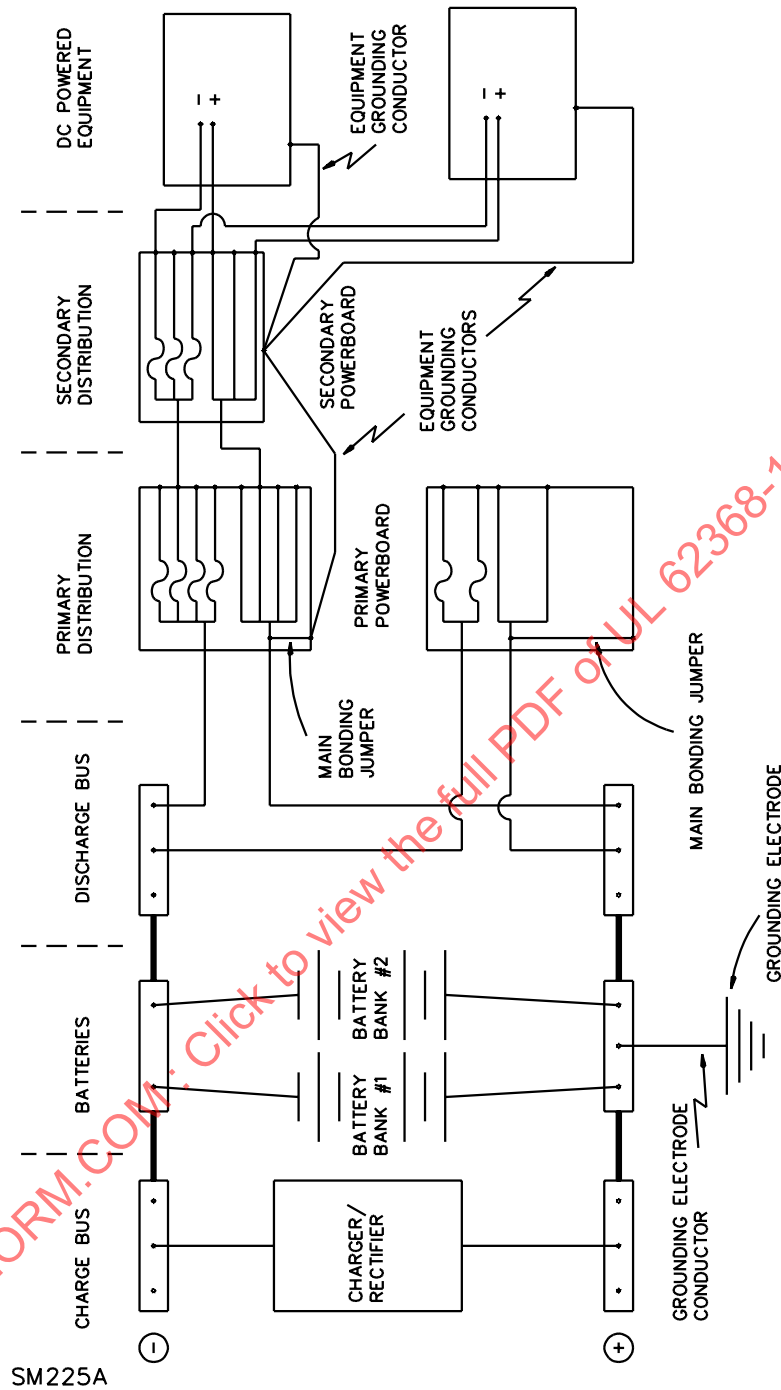 CHARGE BUS
BATTERIES
DISCHARGE BUS
PRIMARY
DISTRIBUTION
SECONDARY
DISTRIBUTION
DC POWERED
EQUIPMENT
−
+
EQUIPMENT
GROUNDING
CONDUCTOR
−
+
SECONDARY
POWERBOARD
EQUIPMENT
GROUNDING
CONDUCTORS
PRIMARY
POWERBOARD
MAIN
BONDING
JUMPER
MAIN BONDING JUMPER
BATTERY
BANK #1
BATTERY
BANK #2
CHARGER/
RECTIFIER
GROUNDING ELECTRODE
CONDUCTOR
GROUNDING ELECTRODE
−
+
SM225A
ORM.COM : Click to view the full PDF of UL 62368-1